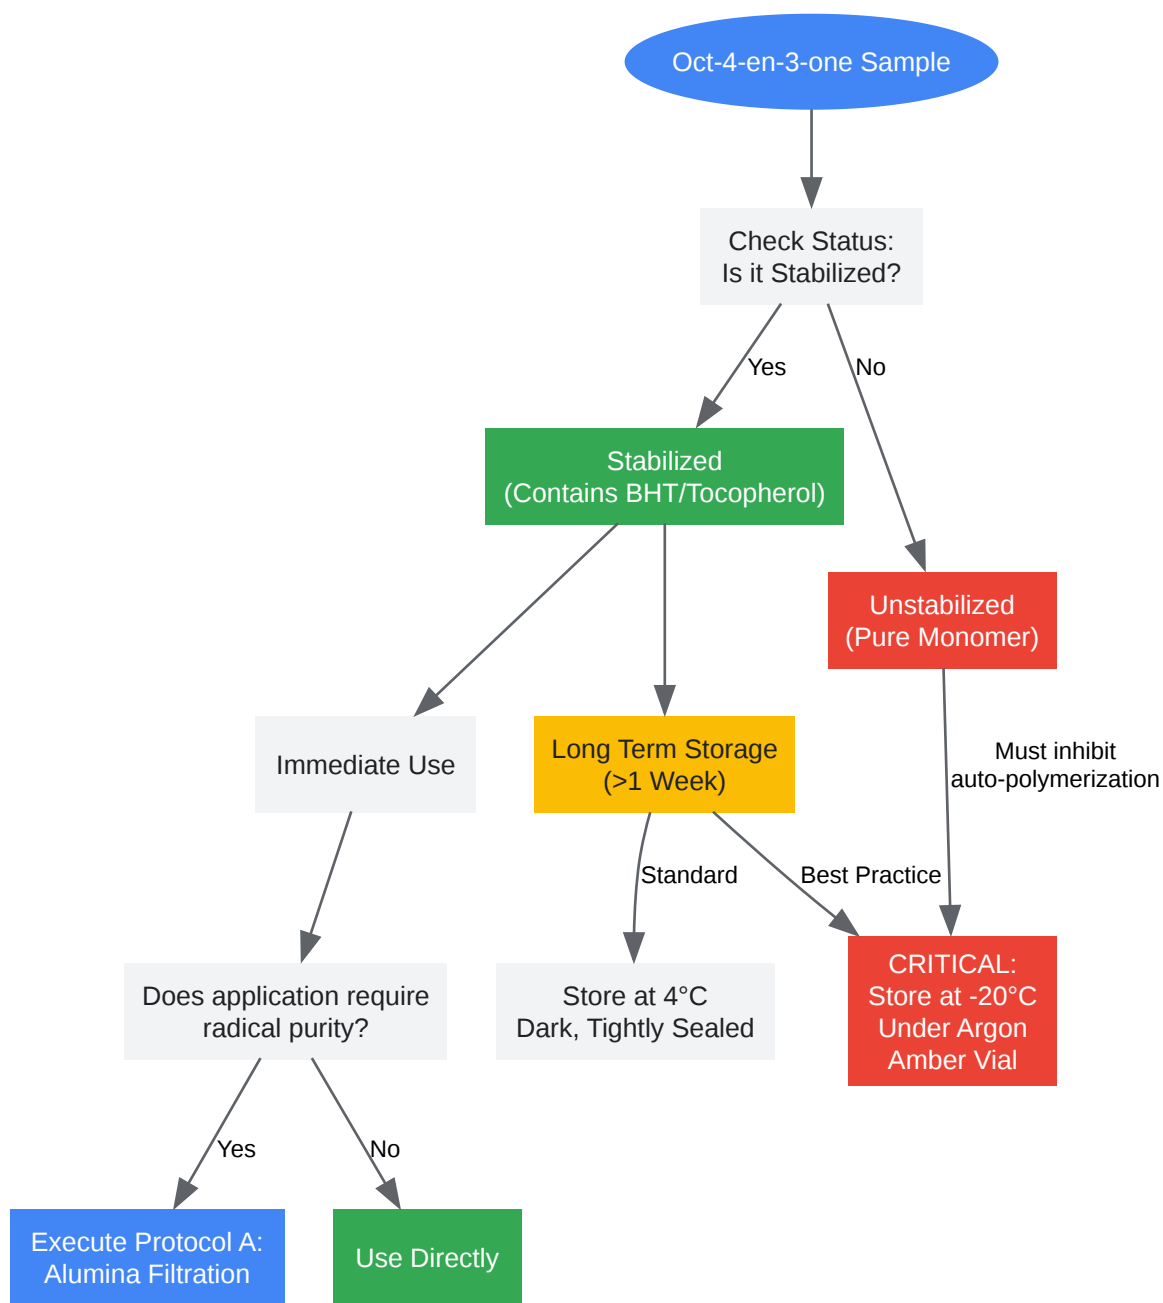 Oct-4-en-3-one Sample
Check Status:
Is it Stabilized?
Yes
No
Stabilized
(Contains BHT/Tocopherol)
Unstabilized
(Pure Monomer)
Immediate Use
Long Term Storage
(>1 Week)
Must inhibit
auto-polymerization
Standard
Best Practice
Does application require
radical purity?
Store at 4°C
Dark, Tightly Sealed
CRITICAL:
Store at -20°C
Under Argon
Amber Vial
Yes
No
Execute Protocol A:
Alumina Filtration
Use Directly